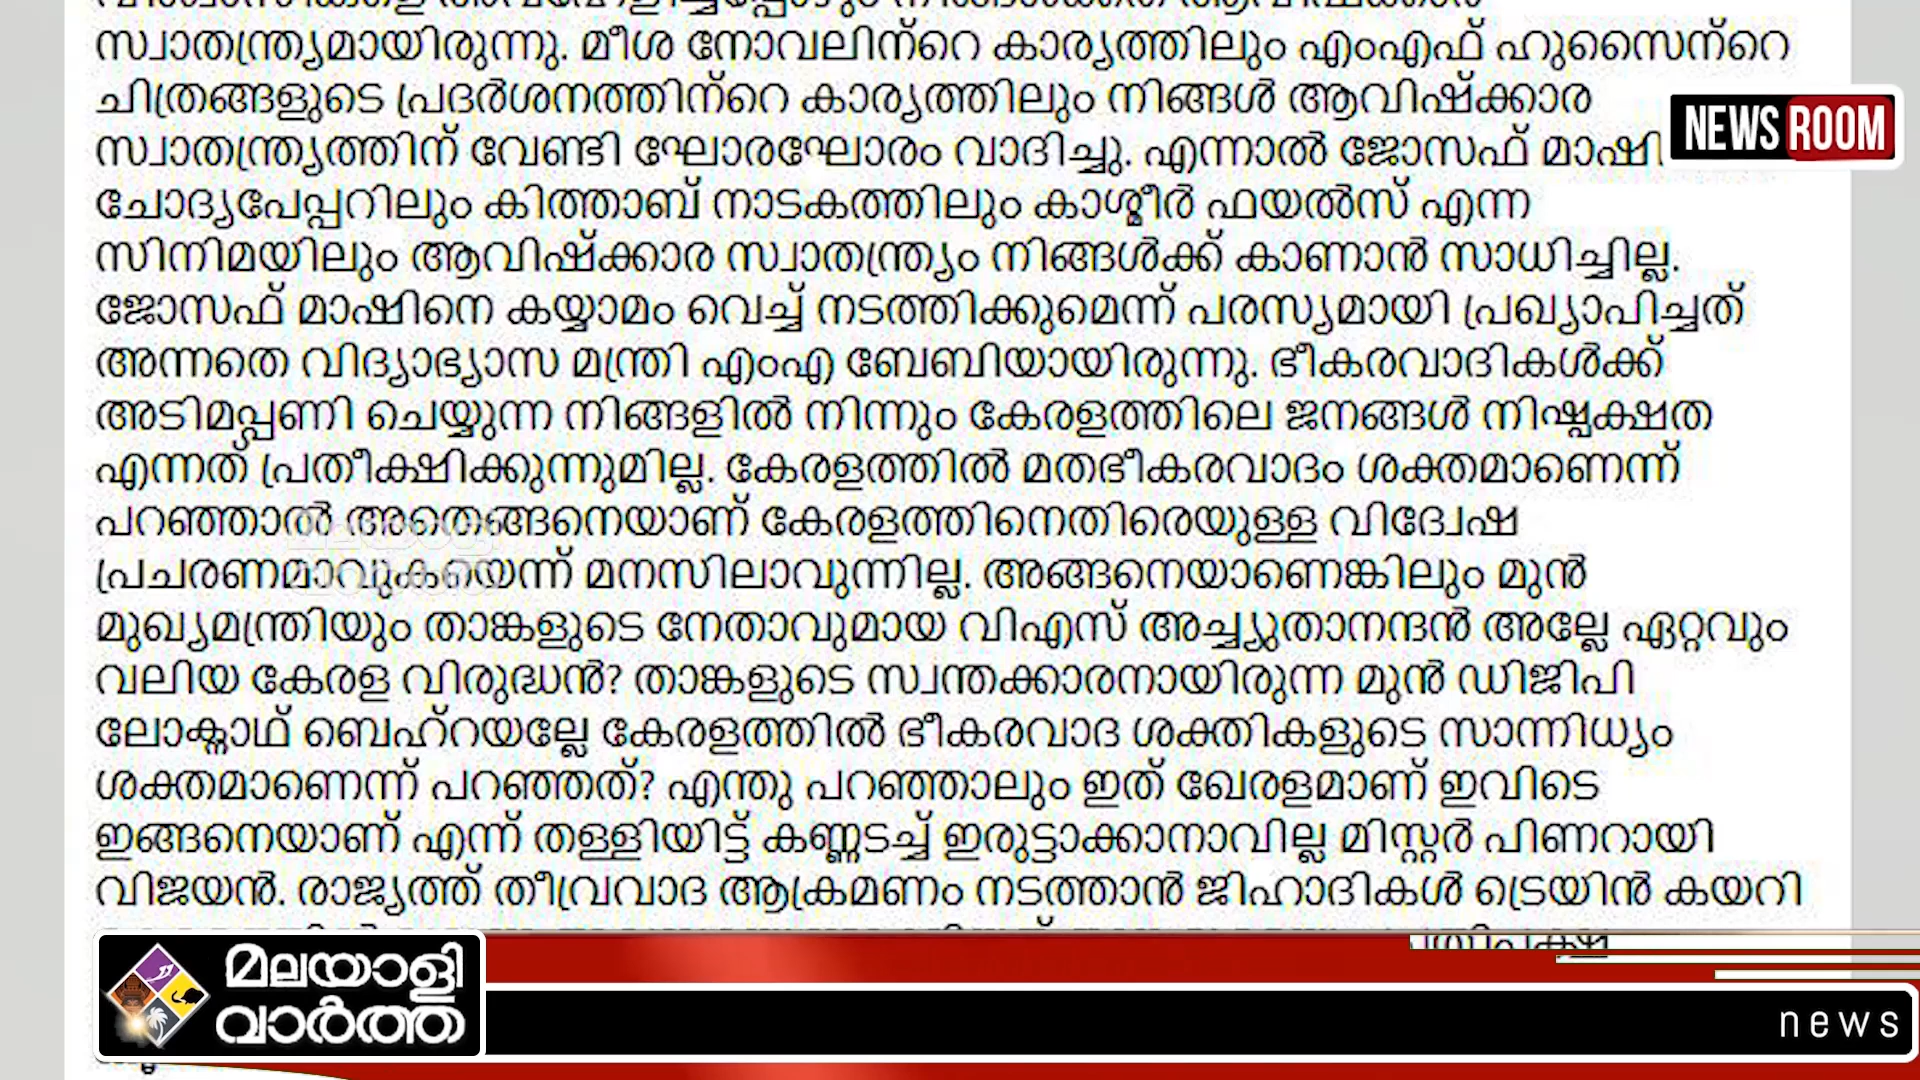 സ്വാതന്ത്ര്യമായിരുന്നു. മീശ നോവലിന്റെ കാര്യത്തിലും എംഎഫ് ഹുസൈന്റെ
ചിത്രങ്ങളുടെ പ്രദർശനത്തിന്റെ കാര്യത്തിലും നിങ്ങൾ ആവിഷ്ക്കാര
സ്വാതന്ത്ര്യത്തിന് വേണ്ടി ഘോരഘോരം വാദിച്ചു. എന്നാൽ ജോസഫ് മാഷി
ചോദ്യപേപ്പറിലും കിത്താബ് നാടകത്തിലും കാശ്മീർ ഫയൽസ് എന്ന
സിനിമയിലും ആവിഷ്ക്കാര സ്വാതന്ത്ര്യം നിങ്ങൾക്ക് കാണാൻ സാധിച്ചില്ല.
ജോസഫ് മാഷിനെ കയ്യാമം വെച്ച് നടത്തിക്കുമെന്ന് പരസ്യമായി പ്രഖ്യാപിച്ചത്
അന്നതെ വിദ്യാഭ്യാസ മന്ത്രി എംഎ ബേബിയായിരുന്നു. ഭീകരവാദികൾക്ക്
അടിമപ്പണി ചെയ്യുന്ന നിങ്ങളിൽ നിന്നും കേരളത്തിലെ ജനങ്ങൾ നിഷ്പക്ഷത
എന്നത് പ്രതീക്ഷിക്കുന്നുമില്ല. കേരളത്തിൽ മതഭീകരവാദം ശക്തമാണെന്ന്
പറഞ്ഞാൽ അതെങ്ങനെയാണ് കേരളത്തിനെതിരെയുള്ള വിദ്വേഷ
പ്രചരണമാവുകയെന്ന് മനസിലാവുന്നില്ല. അങ്ങനെയാണെങ്കിലും മുൻ
മുഖ്യമന്ത്രിയും താങ്കളുടെ നേതാവുമായ വിഎസ് അച്ച്യുതാനന്ദൻ അല്ലേ ഏറ്റവും
വലിയ കേരള വിരുദ്ധൻ? താങ്കളുടെ സ്വന്തക്കാരനായിരുന്ന മുൻ ഡിജിപി
ലോക്നാഥ് ബെഹ്റയല്ലേ കേരളത്തിൽ ഭീകരവാദ ശക്തികളുടെ സാന്നിധ്യം
ശക്തമാണെന്ന് പറഞ്ഞത്? എന്തു പറഞ്ഞാലും ഇത് ഖേരളമാണ് ഇവിടെ
ഇങ്ങനെയാണ് എന്ന് തള്ളിയിട്ട് കണ്ണടച്ച് ഇരുട്ടാക്കാനാവില്ല മിസ്റ്റർ പിണറായി
വിജയൻ. രാജ്യത്ത് തീവ്രവാദ ആക്രമണം നടത്താൻ ജിഹാദികൾ ട്രെയിൻ കയറി
NEWS ROOM
മലയാളി
വാർത്ത
news